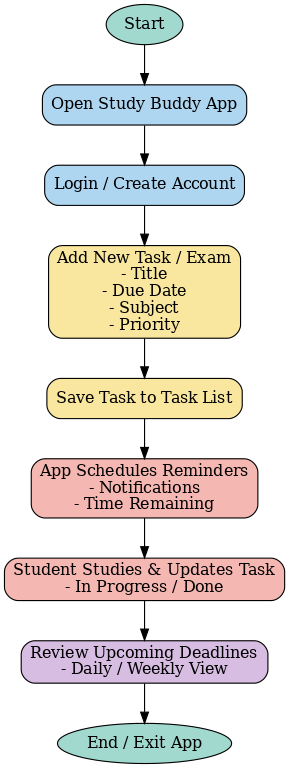 Start
Open Study Buddy App
Login / Create Account
Add New Task / Exam
- Title
- Due Date
- Subject
- Priority
Save Task to Task List
App Schedules Reminders
- Notifications
- Time Remaining
Student Studies & Updates Task
- In Progress / Done
Review Upcoming Deadlines
- Daily / Weekly View
End / Exit App